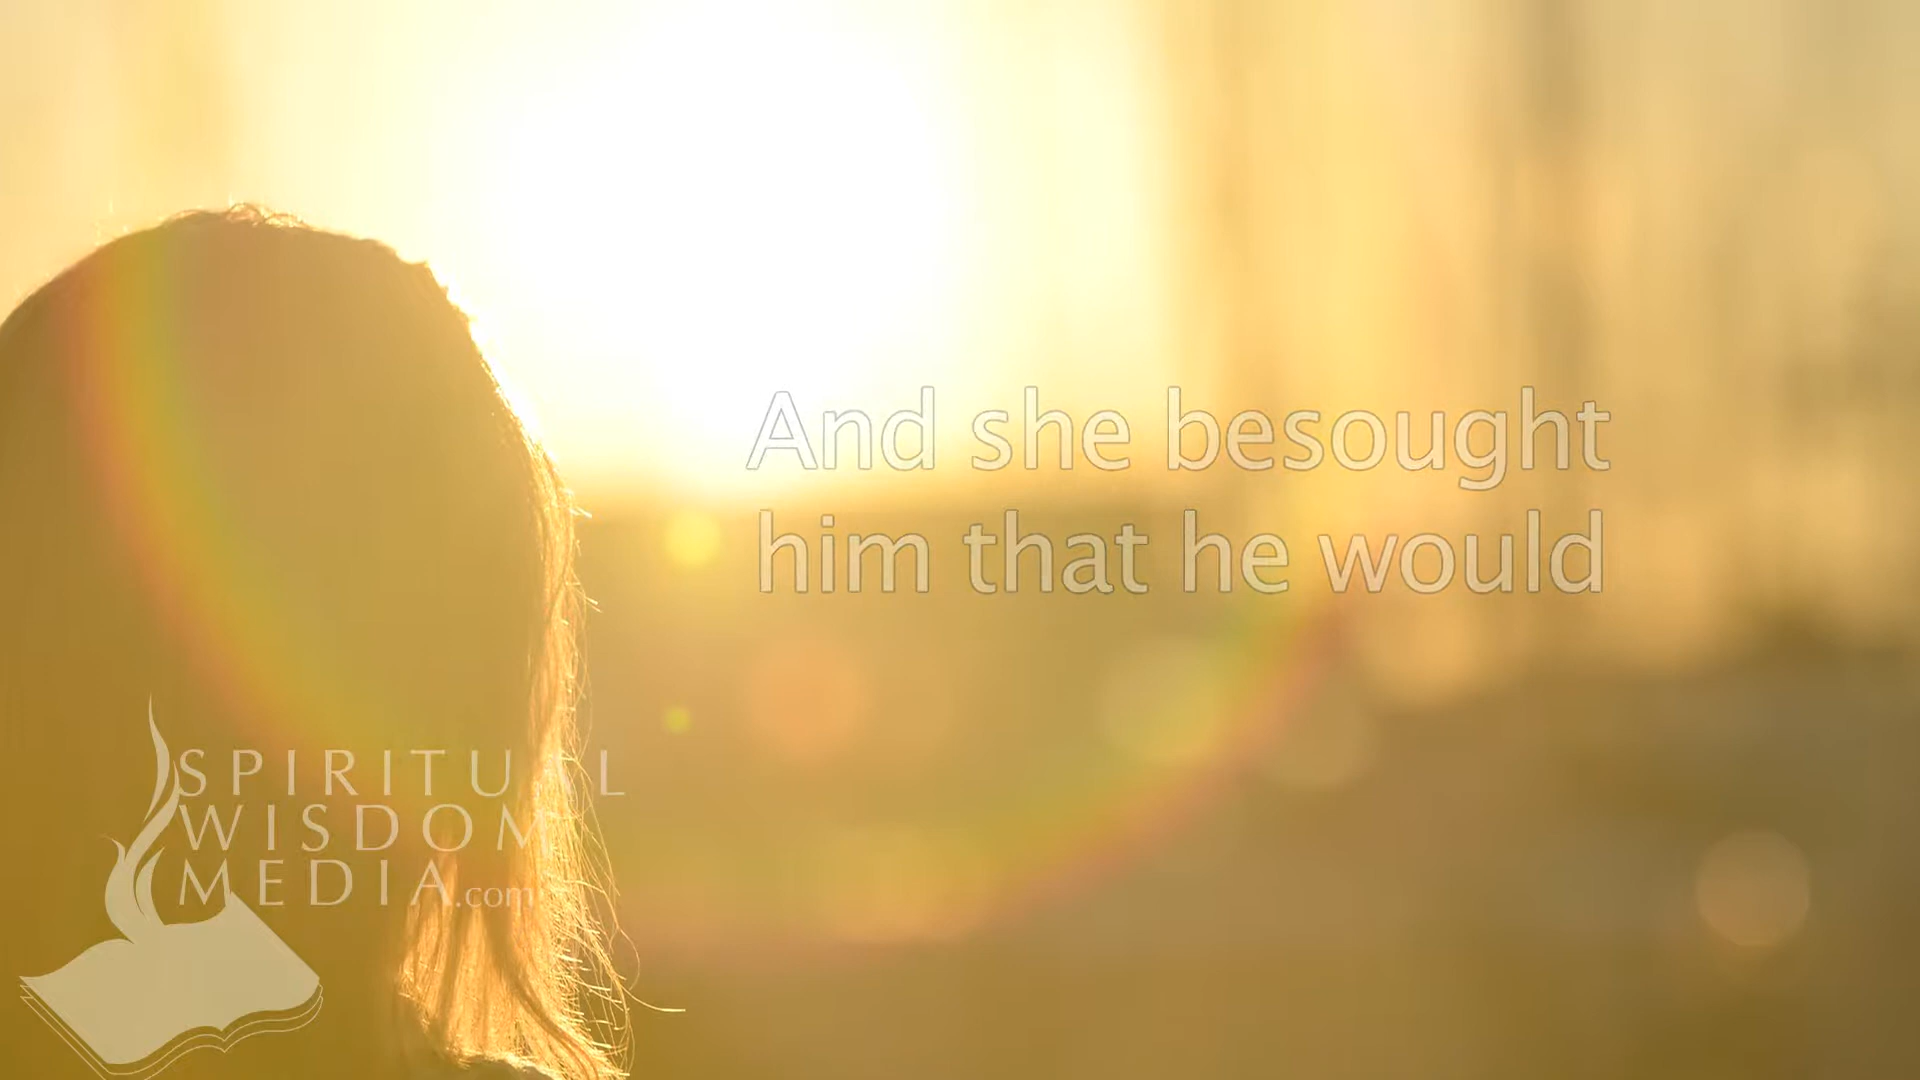 And she besought
him that he would
SPIRITUAL
WISDOM
MEDIA.com